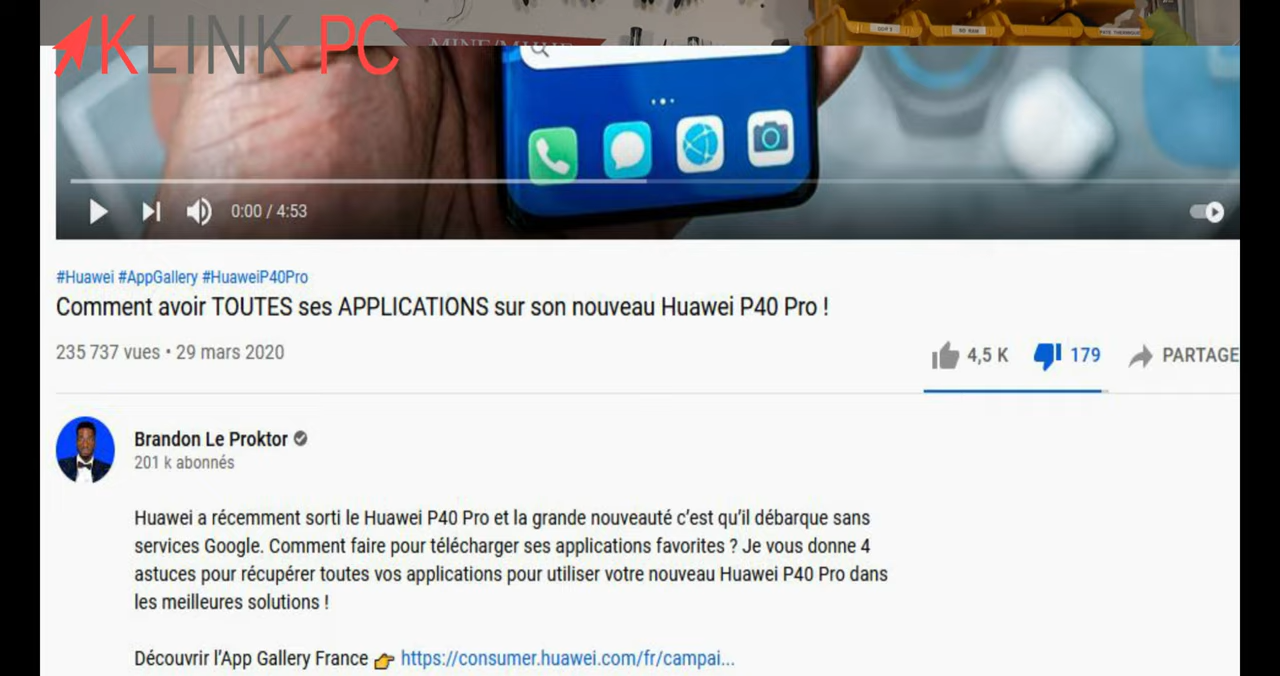 KLINK PC
0:00 / 4:53
#Huawei #AppGallery #HuaweiP40Pro
Comment avoir TOUTES ses APPLICATIONS sur son nouveau Huawei P40 Pro !
235 737 vues • 29 mars 2020
4,5 K 179 PARTAGE
Brandon Le Proktor
201 k abonnés
Huawei a récemment sorti le Huawei P40 Pro et la grande nouveauté c’est qu’il débarque sans
services Google. Comment faire pour télécharger ses applications favorites ? Je vous donne 4
astuces pour récupérer toutes vos applications pour utiliser votre nouveau Huawei P40 Pro dans
les meilleures solutions !
Découvrir l’App Gallery France 👉 https://consumer.huawei.com/fr/campai...